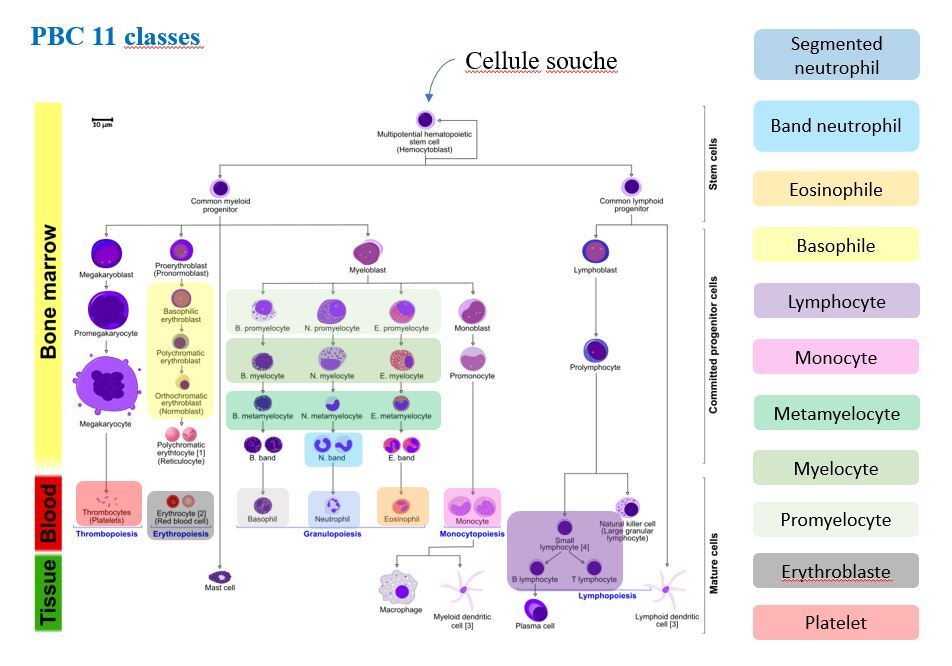 PBC 11 classes
Cellule souche
10 µm
Multipotential hematopoietic
stem cell
(Hemocytoblast)
Common myeloid
progenitor
Common lymphoid
progenitor
Stem cells
Bone marrow
Megakaryoblast
Proerythroblast
(Pronormoblast)
Myeloblast
Lymphoblast
Promegakaryocyte
Basophilic
erythroblast
B. promyelocyte
N. promyelocyte
E. promyelocyte
Monoblast
Polychromatic
erythroblast
B. myelocyte
N. myelocyte
E. myelocyte
Promonocyte
Prolymphocyte
Committed progenitor cells
Megakaryocyte
Orthochromatic
erythroblast
(Normoblast)
B. metamyelocyte
N. metamyelocyte
E. metamyelocyte
Polychromatic
erythtocyte [1]
(Reticulocyte)
B. band
N. band
E. band
Blood
Thrombocytes
(Platelets)
Erythrocyte [2]
(Red blood cell)
Basophil
Neutrophil
Eosinophil
Monocyte
Natural killer cell
(Large granular
lymphocyte)
Small
lymphocyte [4]
Thrombopoiesis
Erythropoiesis
Granulopoiesis
Monocytopoiesis
Mature cells
Tissue
Mast cell
B lymphocyte
T lymphocyte
Lymphopoiesis
Macrophage
Myeloid dendritic
cell [3]
Plasma cell
Lymphoid dendritic
cell [3]
Segmented
neutrophil
Band neutrophil
Eosinophile
Basophile
Lymphocyte
Monocyte
Metamyelocyte
Myelocyte
Promyelocyte
Erythroblaste
Platelet